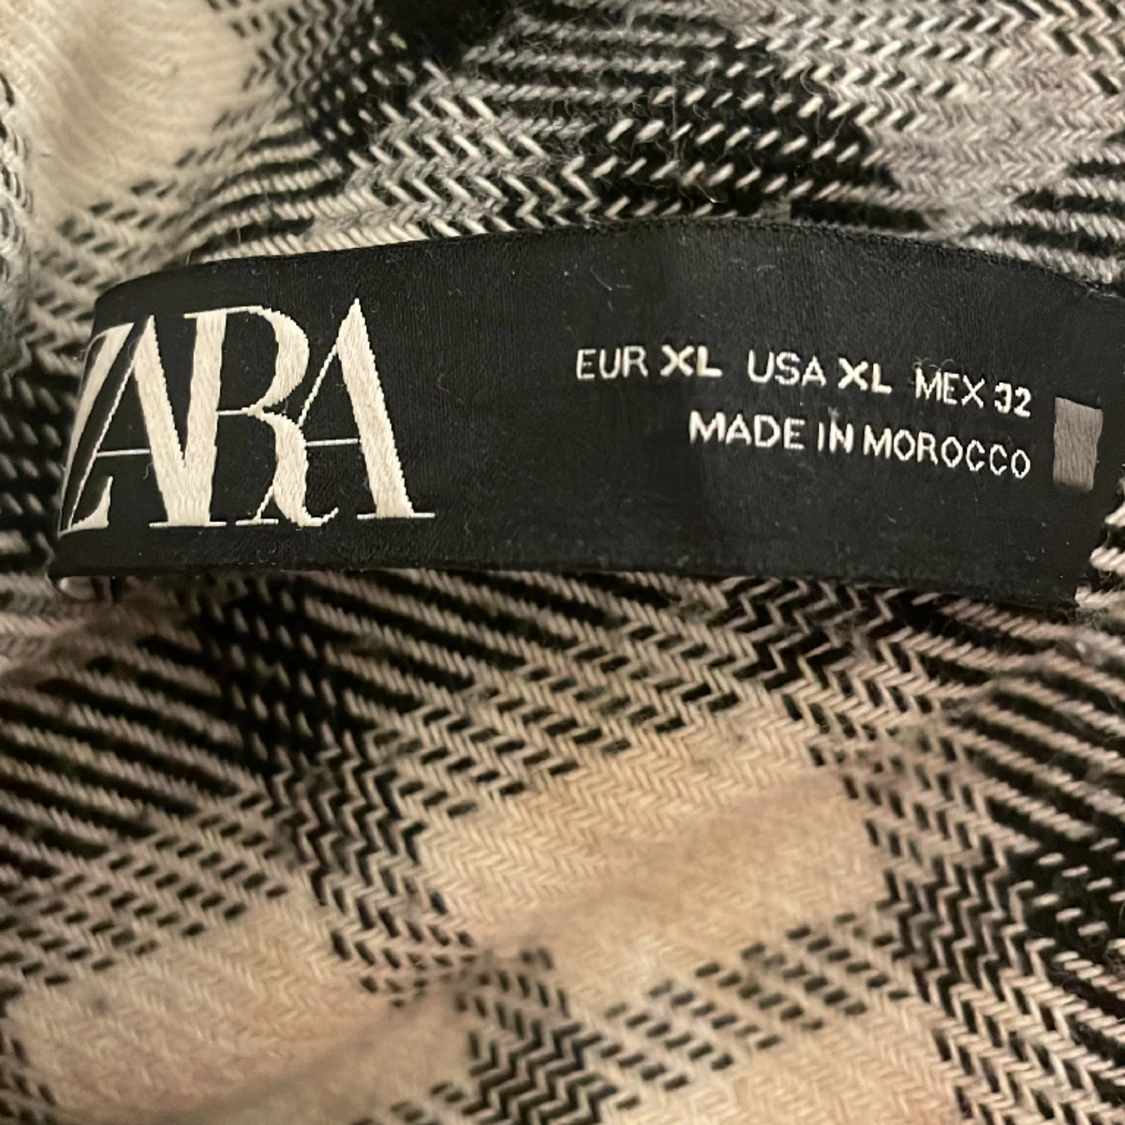 ZARA
EUR XL USA XL MEX 32
MADE IN MOROCCO